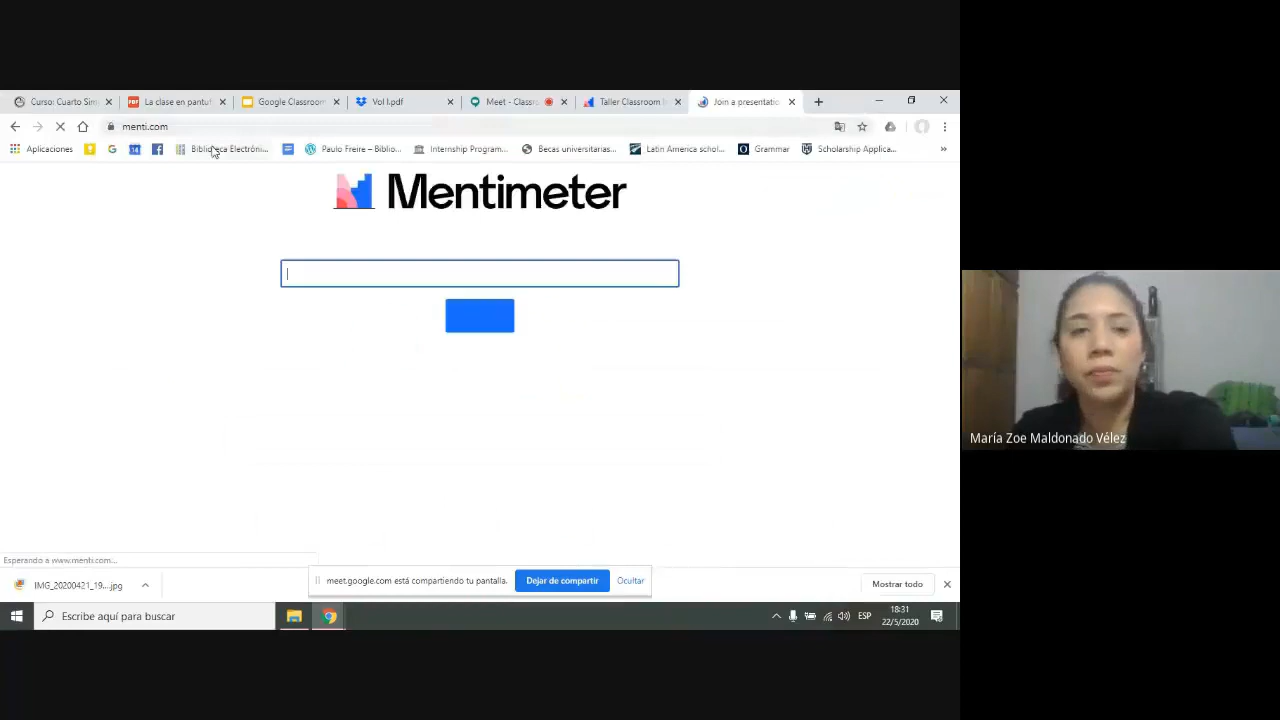 Curso: Cuarto Sim
La clase en pantuf
Google Classroom
Vol I.pdf
Meet - Classr
Taller Classroom
Join a presentatio
menti.com
Aplicaciones
Biblioteca Electróni...
Paulo Freire – Biblio...
Internship Program...
Becas universitarias...
Latin America schol...
Grammar
Scholarship Applica...
»
Mentimeter
María Zoe Maldonado Vélez
Esperando a www.menti.com...
IMG_20200421_19....jpg
meet.google.com está compartiendo tu pantalla.
Dejar de compartir
Ocultar
Mostrar todo
Escribe aquí para buscar
ESP
18:31
22/5/2020